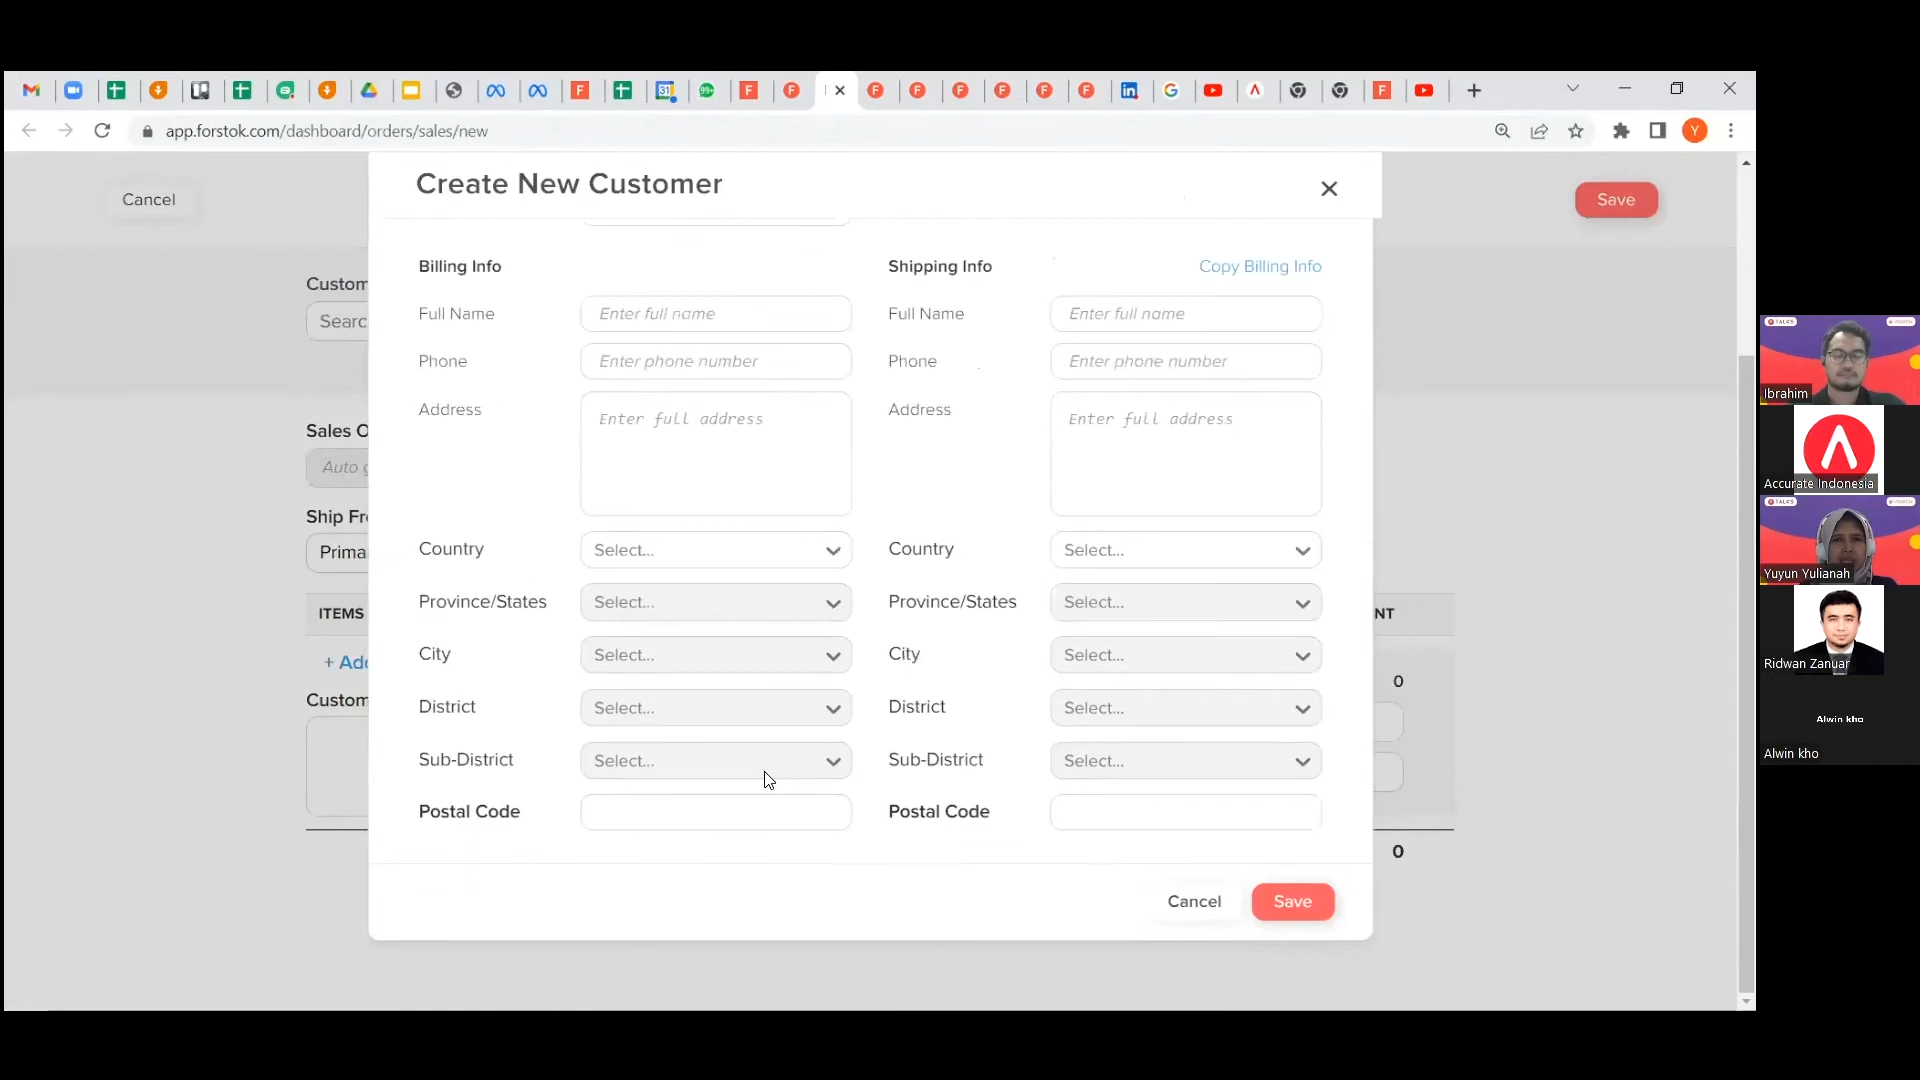 31
99+
Y
app.forstok.com/dashboard/orders/sales/new
Cancel
Create New Customer
Save
Custom
Searc
Billing Info
Shipping Info
Copy Billing Info
Full Name
Enter full name
Full Name
Enter full name
Phone
Enter phone number
Phone
Enter phone number
Address
Enter full address
Address
Enter full address
Sales O
Auto g
Ship Fr
Prima
Country
Select...
Country
Select...
Province/States
Select...
Province/States
Select...
ITEMS
NT
City
Select...
City
Select...
+ Add
0
Custom
District
Select...
District
Select...
Sub-District
Select...
Sub-District
Select...
Postal Code
Postal Code
0
Cancel
Save
TALKS
Ibrahim
Accurate Indonesia
TALKS
Yuyun Yulianah
Ridwan Zanuar
Alwin kho
Alwin kho